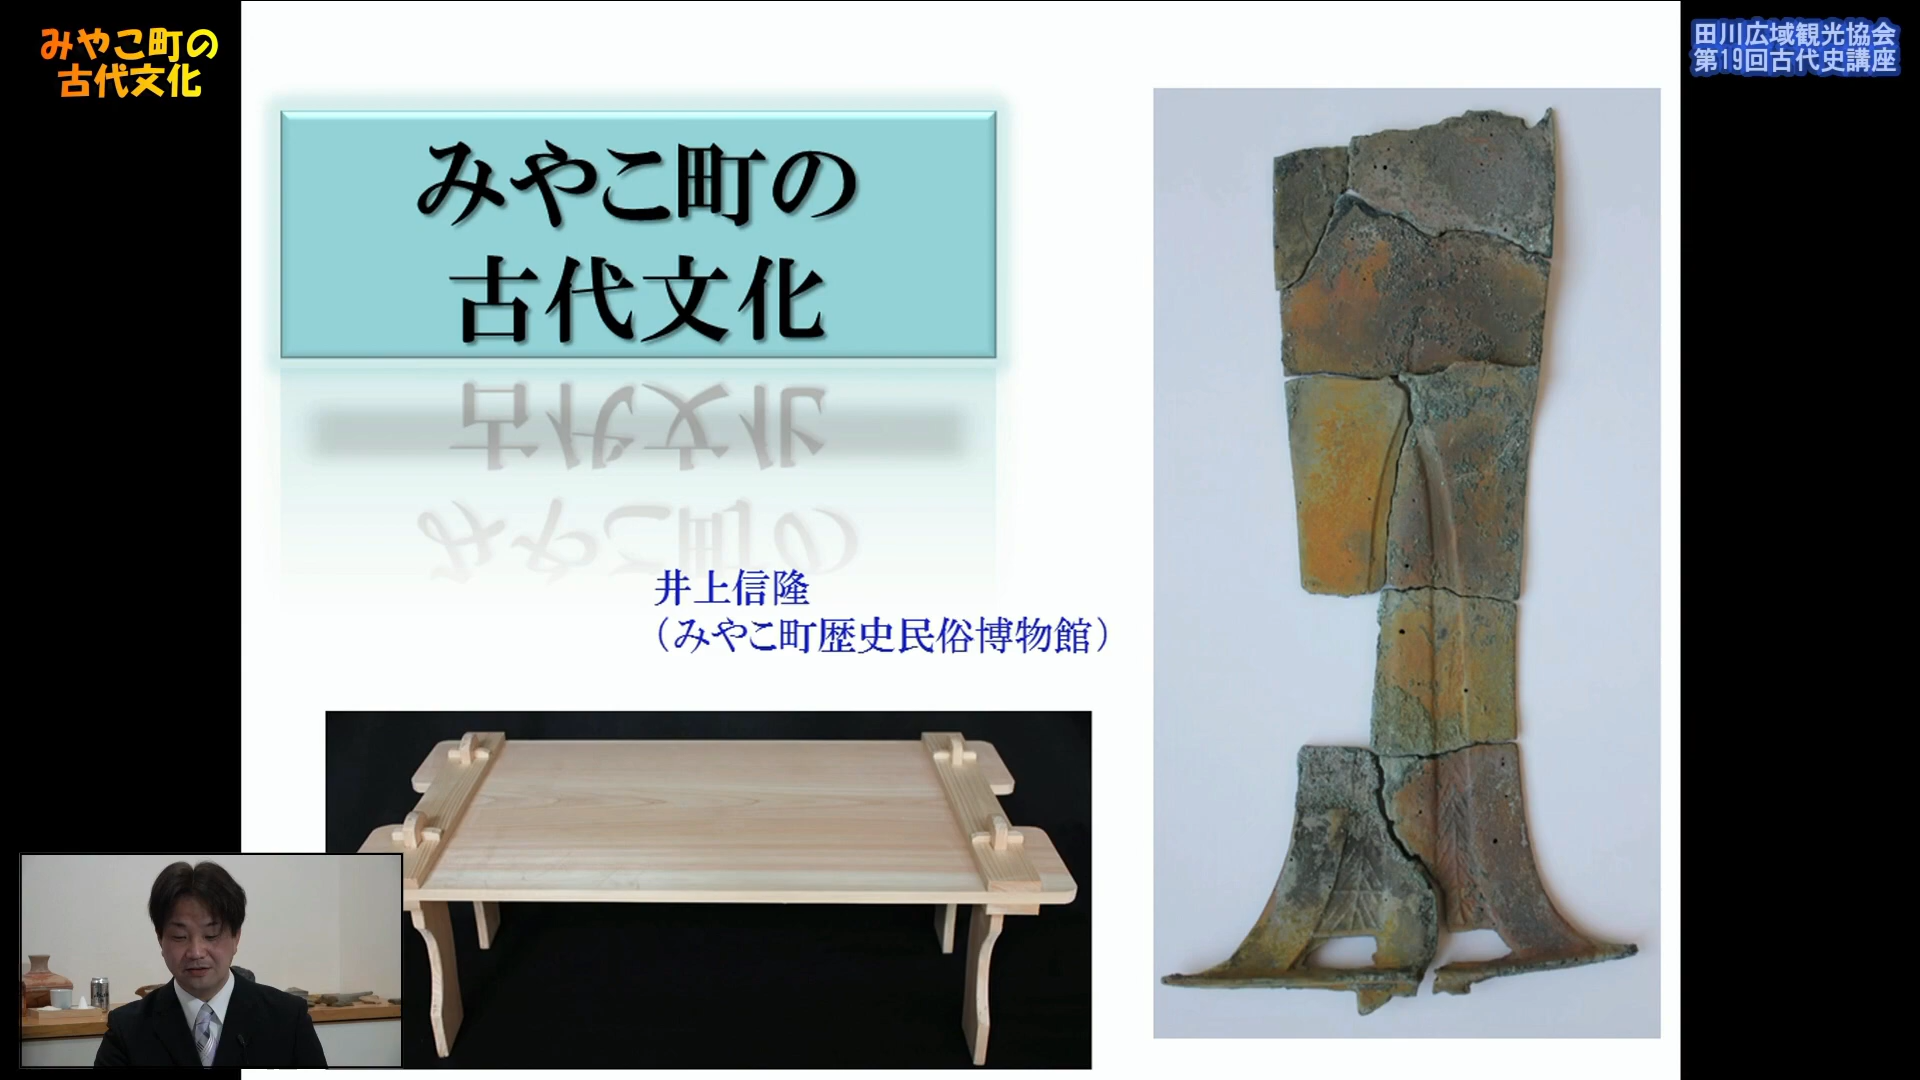 みやこ町の
古代文化
田川広域観光協会
第19回古代史講座
みやこ町の
古代文化
井上信隆
（みやこ町歴史民俗博物館）